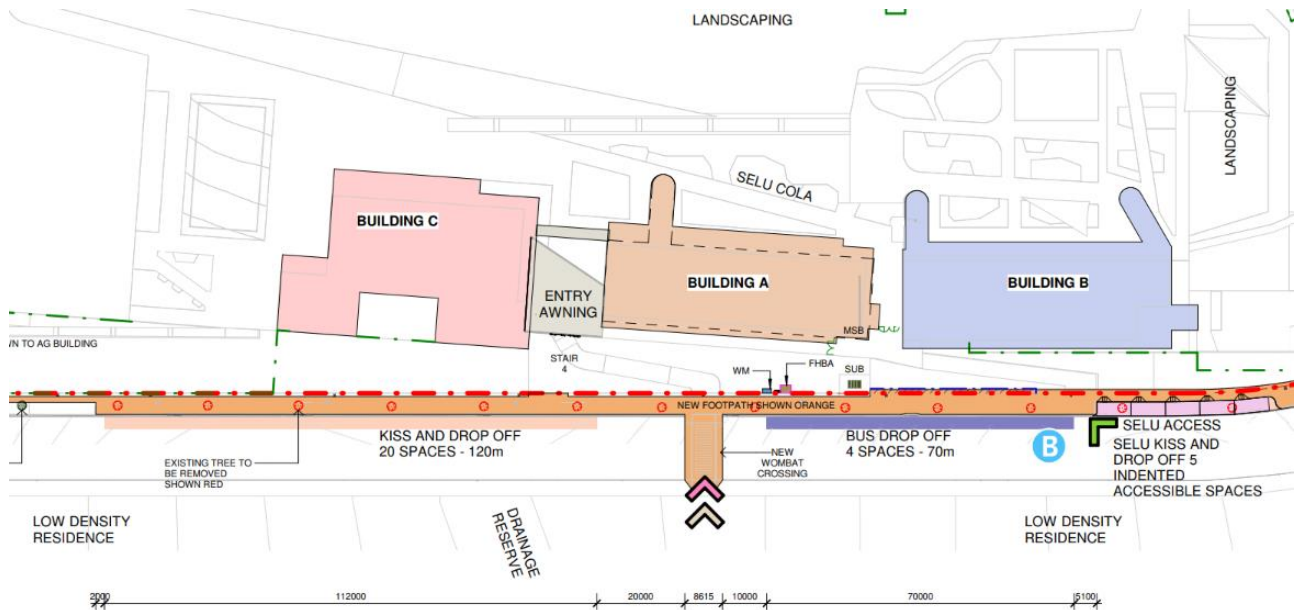 LANDSCAPING
LANDSCAPING
SELU COLA
BUILDING C
BUILDING A
BUILDING B
ENTRY
AWNING
MSB
WN TO AG BUILDING
STAIR
4
WM
FHBA
SUB
NEW FOOTPATH SHOWN ORANGE
KISS AND DROP OFF
20 SPACES - 120m
BUS DROP OFF
4 SPACES - 70m
B
SELU ACCESS
SELU KISS AND
DROP OFF 5
INDENTED
ACCESSIBLE SPACES
EXISTING TREE TO
BE REMOVED
SHOWN RED
NEW
WOMBAT
CROSSING
LOW DENSITY
RESIDENCE
DRAINAGE
RESERVE
LOW DENSITY
RESIDENCE
2000 112000 20000 8615 10000 70000 5100